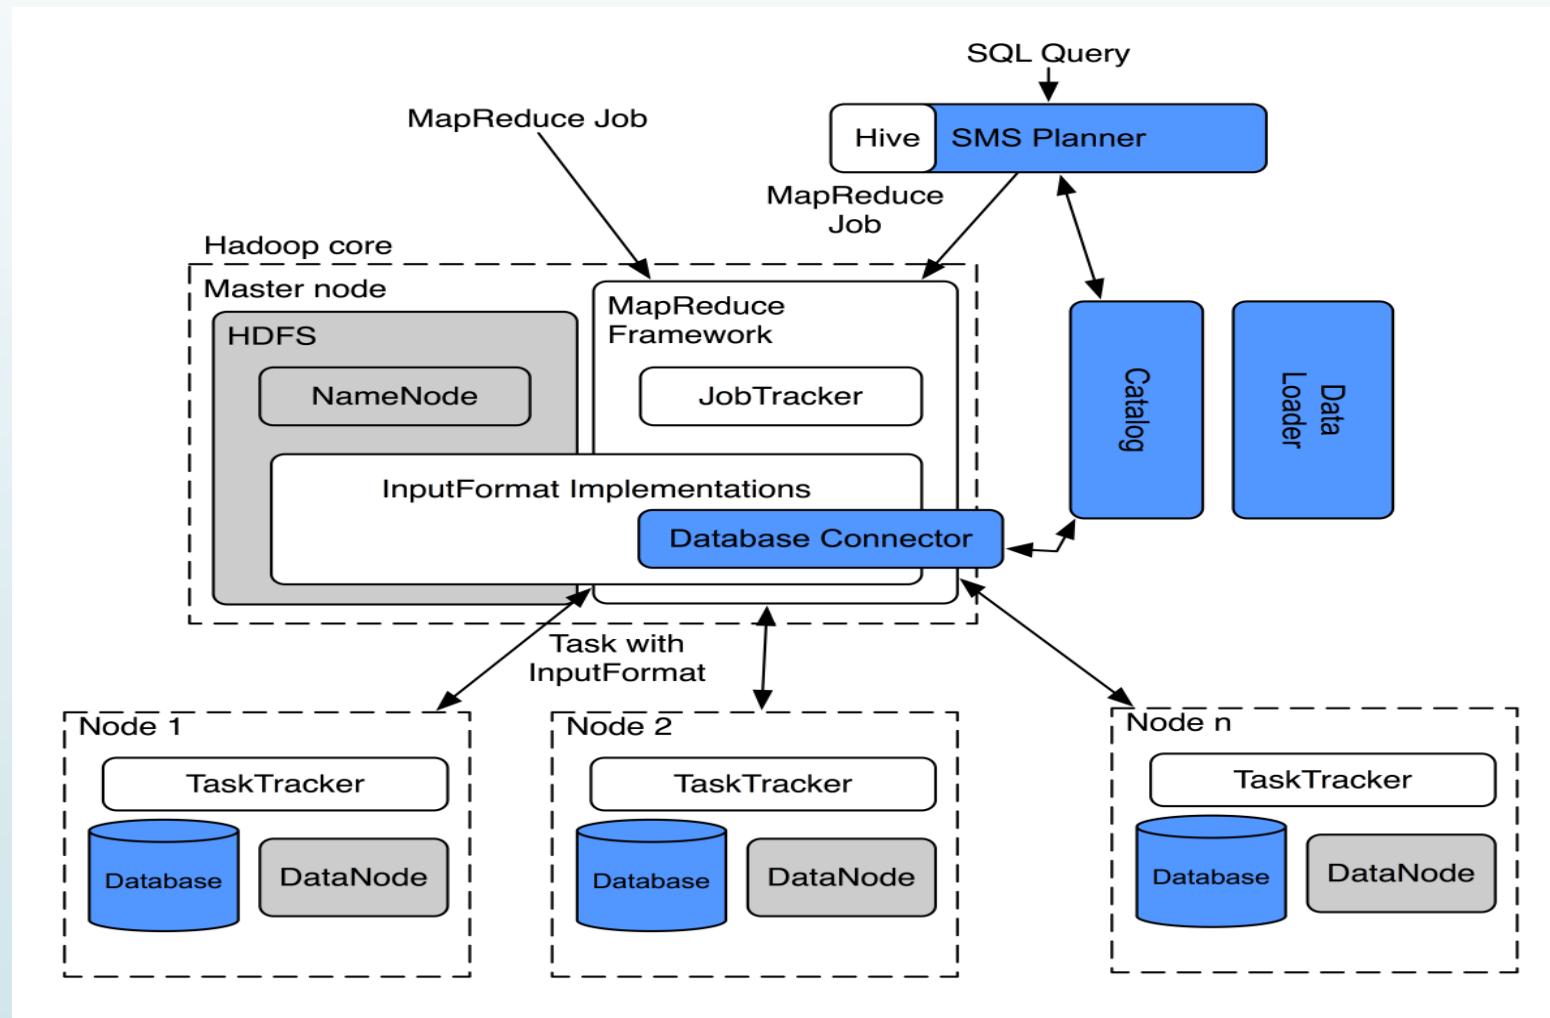 SQL Query
MapReduce Job
Hive
SMS Planner
MapReduce
Job
Hadoop core
Master node
HDFS
NameNode
MapReduce
Framework
JobTracker
InputFormat Implementations
Database Connector
Catalog
Data
Loader
Task with
InputFormat
Node 1
TaskTracker
Database
DataNode
Node 2
TaskTracker
Database
DataNode
Node n
TaskTracker
Database
DataNode